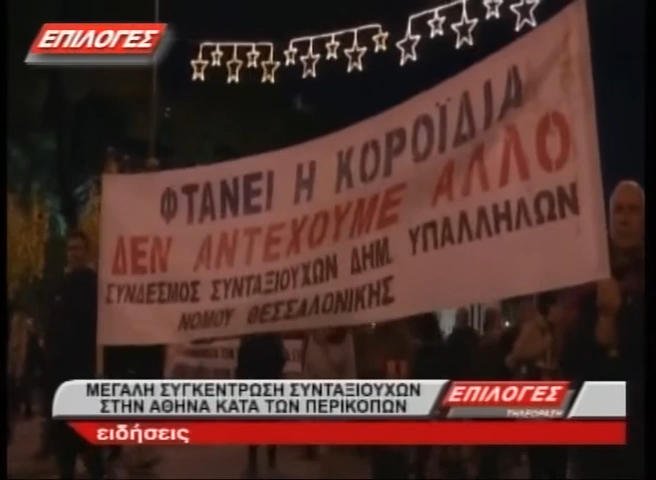 ΕΠΙΛΟΓΕΣ
ΦΤΑΝΕΙ Η ΚΟΡΟΪΔΙΑ
ΔΕΝ ΑΝΤΕΧΟΥΜΕ ΑΛΛΟ
ΣΥΝΔΕΣΜΟΣ ΣΥΝΤΑΞΙΟΥΧΩΝ ΔΗΜ. ΥΠΑΛΛΗΛΩΝ
ΝΟΜΟΥ ΘΕΣΣΑΛΟΝΙΚΗΣ
ΜΕΓΑΛΗ ΣΥΓΚΕΝΤΡΩΣΗ ΣΥΝΤΑΞΙΟΥΧΩΝ
ΣΤΗΝ ΑΘΗΝΑ ΚΑΤΑ ΤΩΝ ΠΕΡΙΚΟΠΩΝ
ΕΠΙΛΟΓΕΣ
ΤΗΛΕΟΡΑΣΗ
ειδήσεις